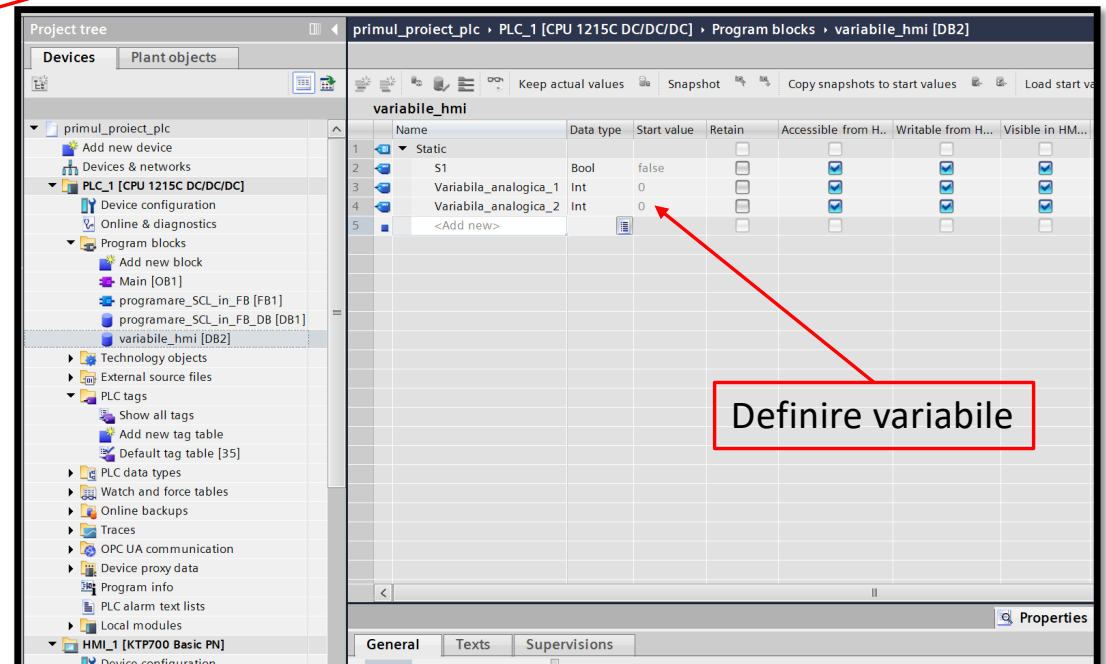 Project tree
Devices
Plant objects
primul_proiect_plc
Add new device
Devices & networks
PLC_1 [CPU 1215C DC/DC/DC]
Device configuration
Online & diagnostics
Program blocks
Add new block
Main [OB1]
programare_SCL_in_FB [FB1]
programare_SCL_in_FB_DB [DB1]
variabile_hmi [DB2]
Technology objects
External source files
PLC tags
Show all tags
Add new tag table
Default tag table [35]
PLC data types
Watch and force tables
Online backups
Traces
OPC UA communication
Device proxy data
Program info
PLC alarm text lists
Local modules
HMI_1 [KTP700 Basic PN]
Device configuration
primul_proiect_plc PLC_1 [CPU 1215C DC/DC/DC] Program blocks variabile_hmi [DB2]
Keep actual values Snapshot Copy snapshots to start values Load start va
variabile_hmi
Name Data type Start value Retain Accessible from H... Writable from H... Visible in HM...
1 Static
2 S1 Bool false
3 Variabila_analogica_1 Int 0
4 Variabila_analogica_2 Int 0
5 <Add new>
Definire variabile
Properties
General Texts Supervisions